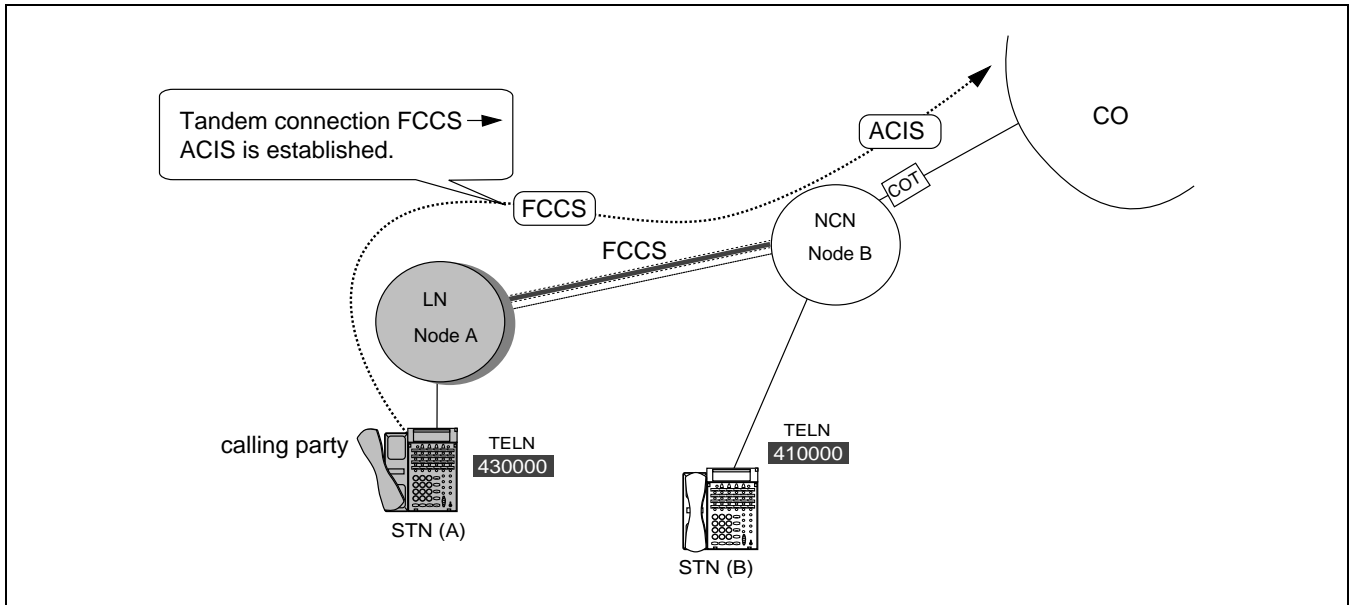 Tandem connection FCCS
ACIS is established.
ACIS
CO
COT
FCCS
NCN
Node B
FCCS
LN
Node A
calling party
TELN
430000
STN (A)
TELN
410000
STN (B)